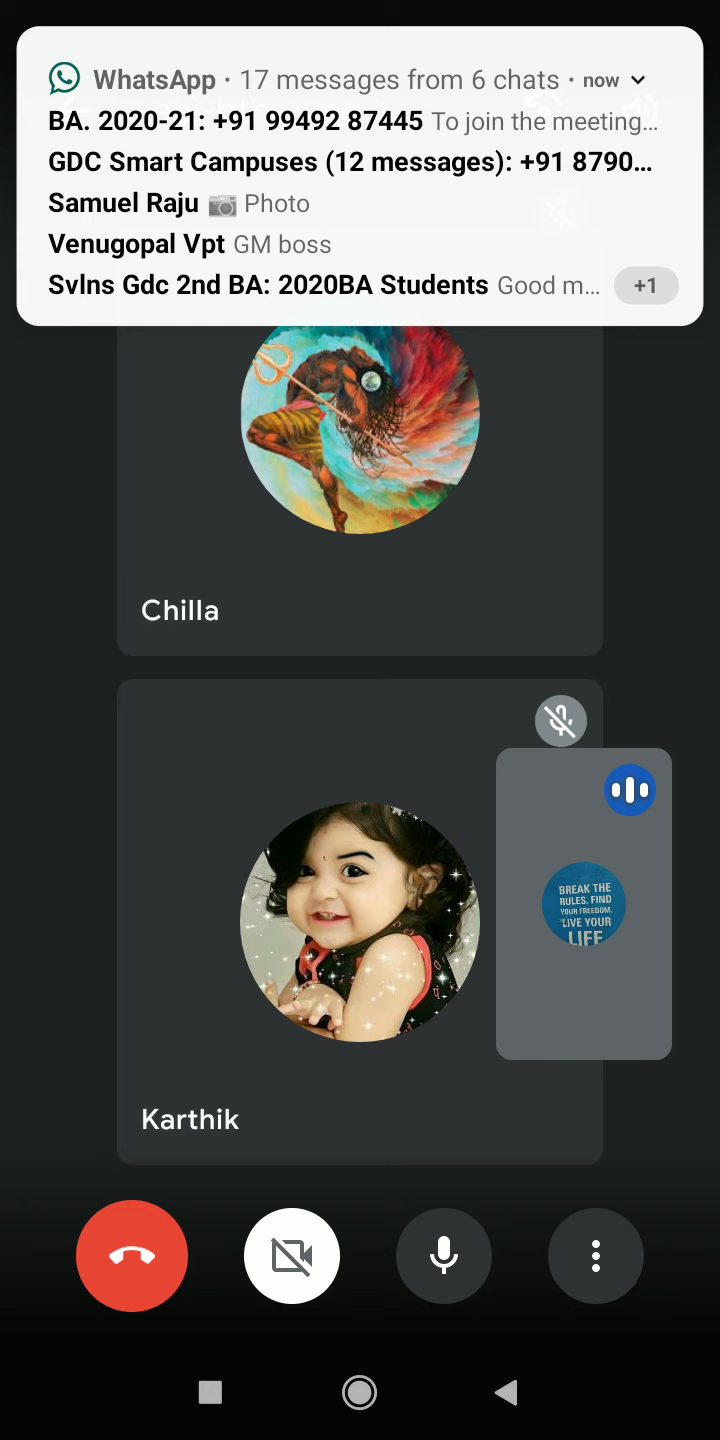 WhatsApp · 17 messages from 6 chats · now
BA. 2020-21: +91 99492 87445 To join the meeting...
GDC Smart Campuses (12 messages): +91 8790...
Samuel Raju 📷 Photo
Venugopal Vpt GM boss
Svlns Gdc 2nd BA: 2020BA Students Good m... +1
Chilla
BREAK THE
RULES. FIND
YOUR FREEDOM.
LIVE YOUR
LIFE
Karthik